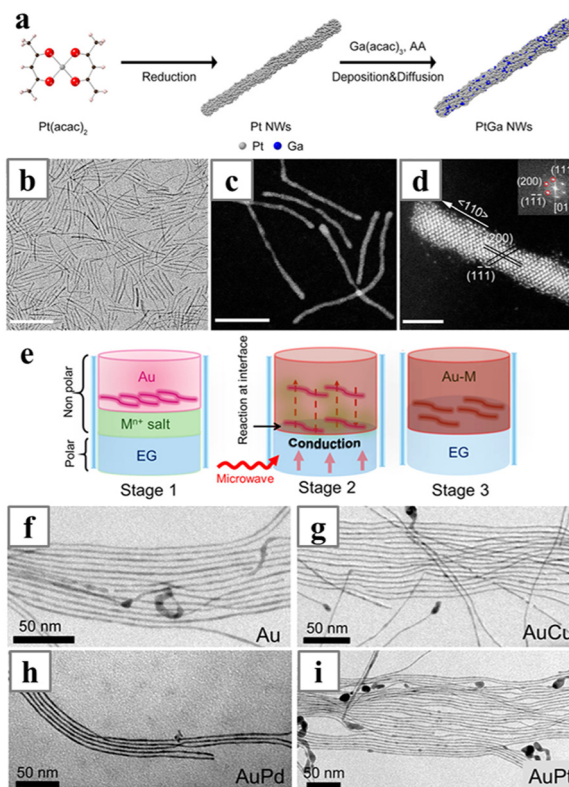 a
Ga(acac)₃, AA
Reduction
Deposition&Diffusion
Pt(acac)₂
Pt NWs
PtGa NWs
Pt Ga
b
c
d
(200)
<110>
(200)
e
Non polar
Polar
Au
Mⁿ⁺ salt
EG
Stage 1
Reaction at interface
Conduction
Microwave
Stage 2
Au-M
EG
Stage 3
f
50 nm
Au
g
50 nm
AuCu
h
50 nm
AuPd
i
50 nm
AuPt